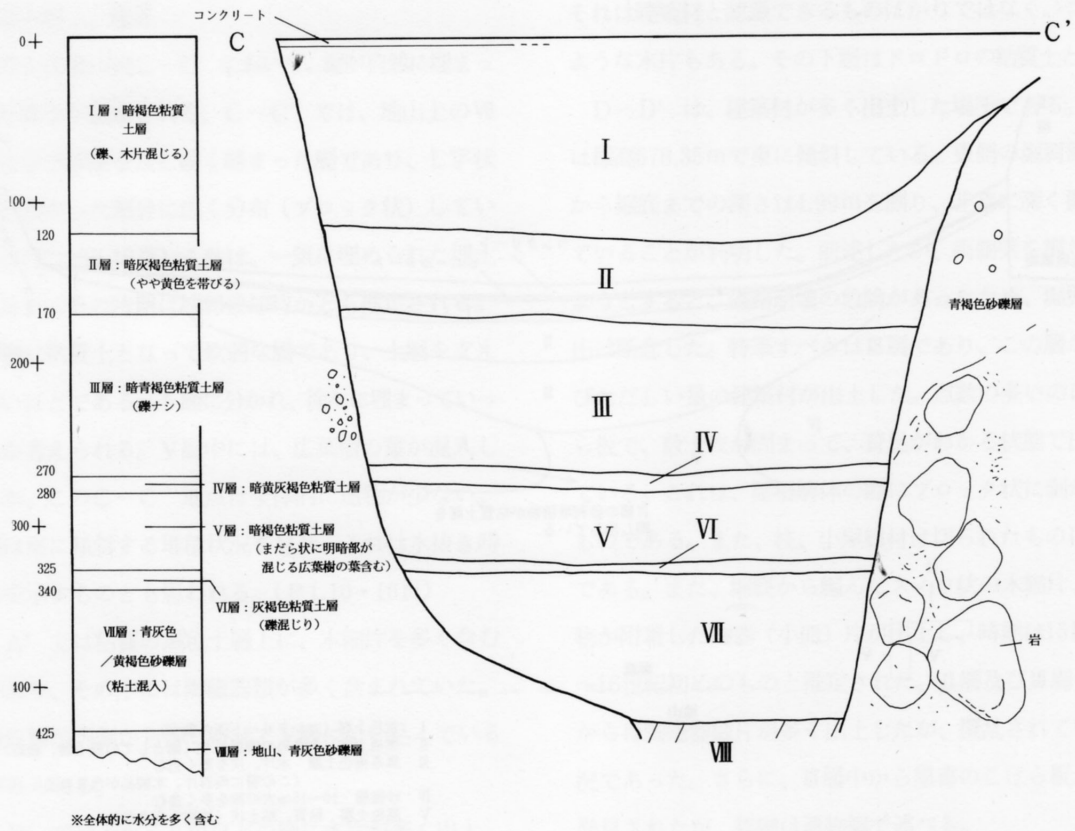 コンクリート
C
C'
0
100
120
170
200
270
280
300
325
340
400
425
Ⅰ層：暗褐色粘質
土層
（礫、木片混じる）
Ⅱ層：暗灰褐色粘質土層
（やや黄色を帯びる）
Ⅲ層：暗青褐色粘質土層
（礫ナシ）
Ⅳ層：暗黄灰褐色粘質土層
Ⅴ層：暗褐色粘質土層
（まだら状に明暗部が
混じる広葉樹の葉含む）
Ⅵ層：灰褐色粘質土層
（礫混じり）
Ⅶ層：青灰色
／黄褐色砂礫層
（粘土混入）
Ⅷ層：地山、青灰色砂礫層
※全体的に水分を多く含む
Ⅰ
Ⅱ
Ⅲ
Ⅳ
Ⅴ
Ⅵ
Ⅶ
Ⅷ
青褐色砂礫層
岩